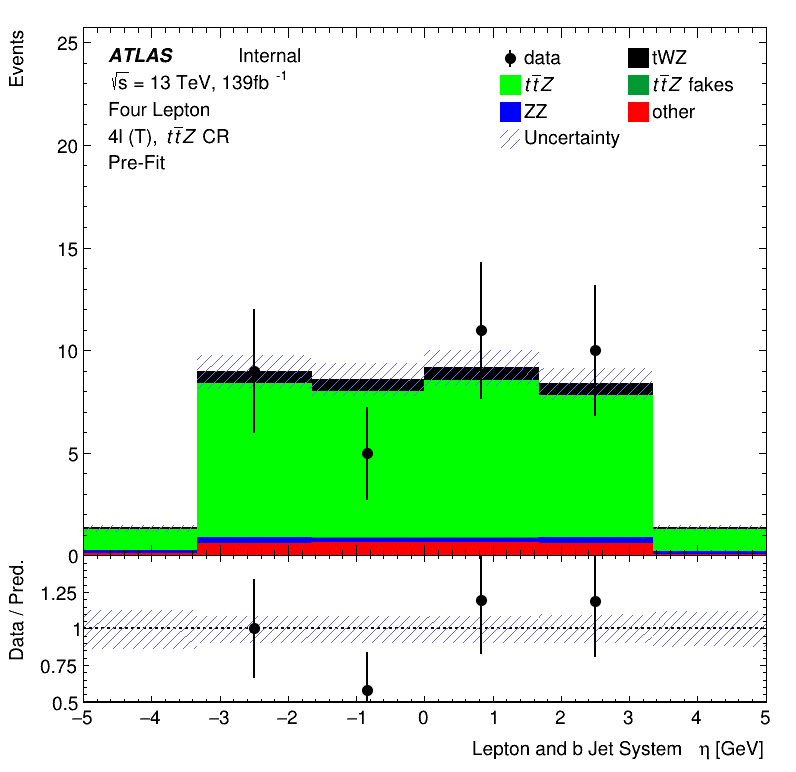 Events
25
20
15
10
5
0
ATLAS Internal
√s = 13 TeV, 139fb⁻¹
Four Lepton
4l (T), tt̅Z CR
Pre-Fit
data tWZ
tt̅Z tt̅Z fakes
ZZ other
Uncertainty
Data / Pred.
1.25
1
0.75
0.5
−5 −4 −3 −2 −1 0 1 2 3 4 5
Lepton and b Jet System η [GeV]